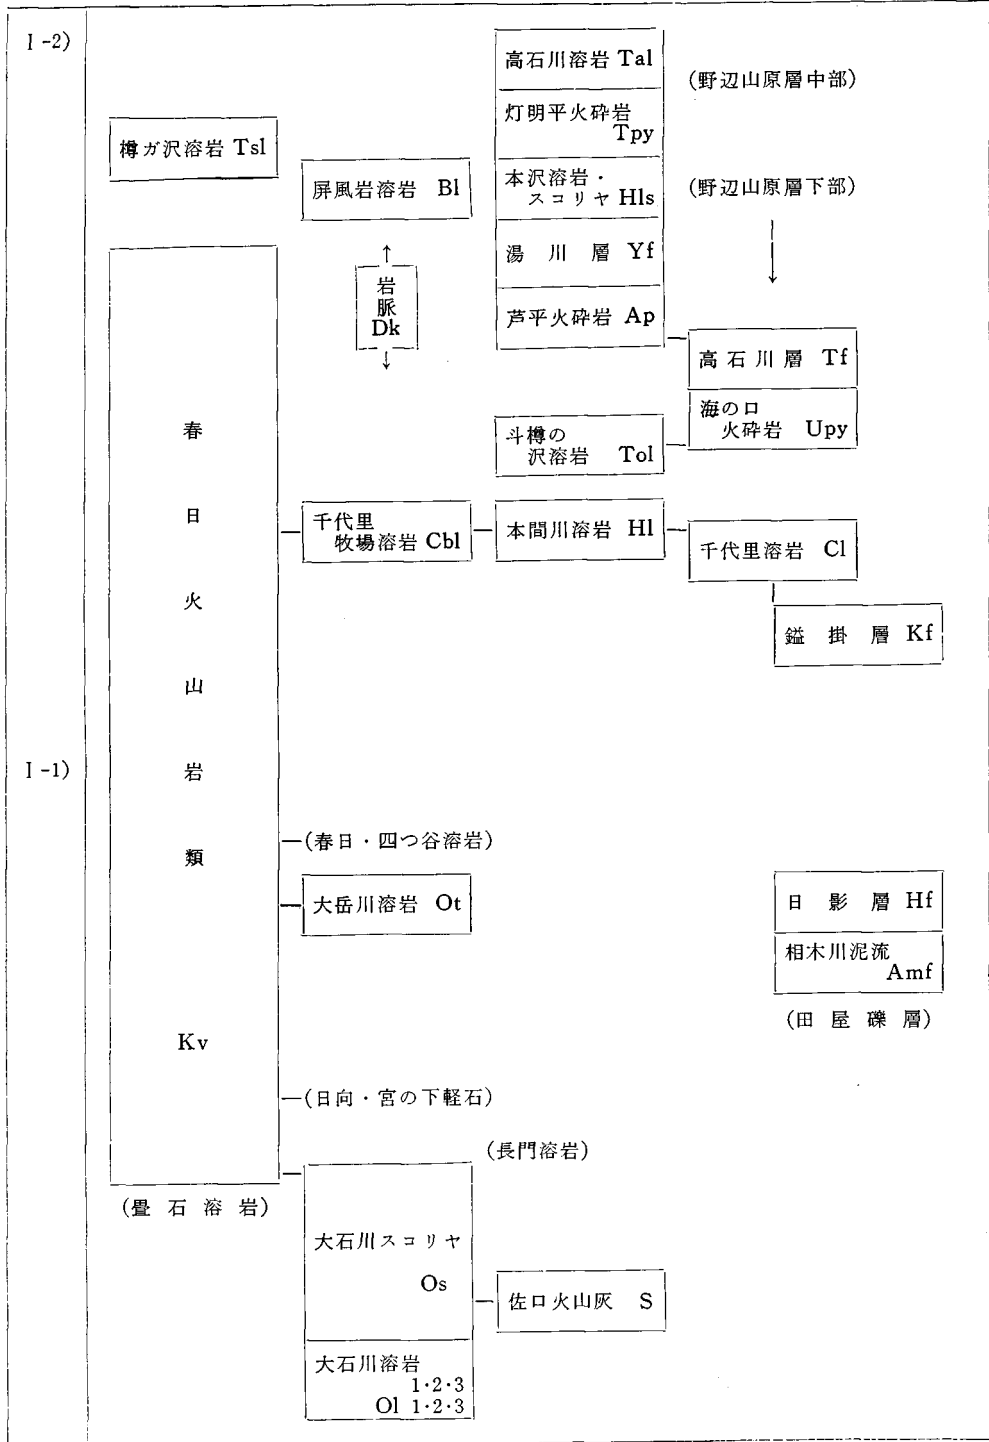 I-2)
高石川溶岩 Tal
(野辺山原層中部)
灯明平火砕岩
Tpy
樽ガ沢溶岩 Tsl
屏風岩溶岩 Bl
本沢溶岩・
スコリヤ Hls
(野辺山原層下部)
湯川層 Yf
岩
脈
Dk
芦平火砕岩 Ap
高石川層 Tf
海の口
火砕岩 Upy
斗樽の
沢溶岩 Tol
千代里
牧場溶岩 Cbl
本間川溶岩 Hl
千代里溶岩 Cl
鎰掛層 Kf
春
日
火
山
岩
類
Kv
I-1)
(春日・四つ谷溶岩)
大岳川溶岩 Ot
日影層 Hf
相木川泥流
Amf
(田屋礫層)
(日向・宮の下軽石)
(長門溶岩)
(畳石溶岩)
大石川スコリヤ
Os
佐口火山灰 S
大石川溶岩
1・2・3
Ol 1・2・3